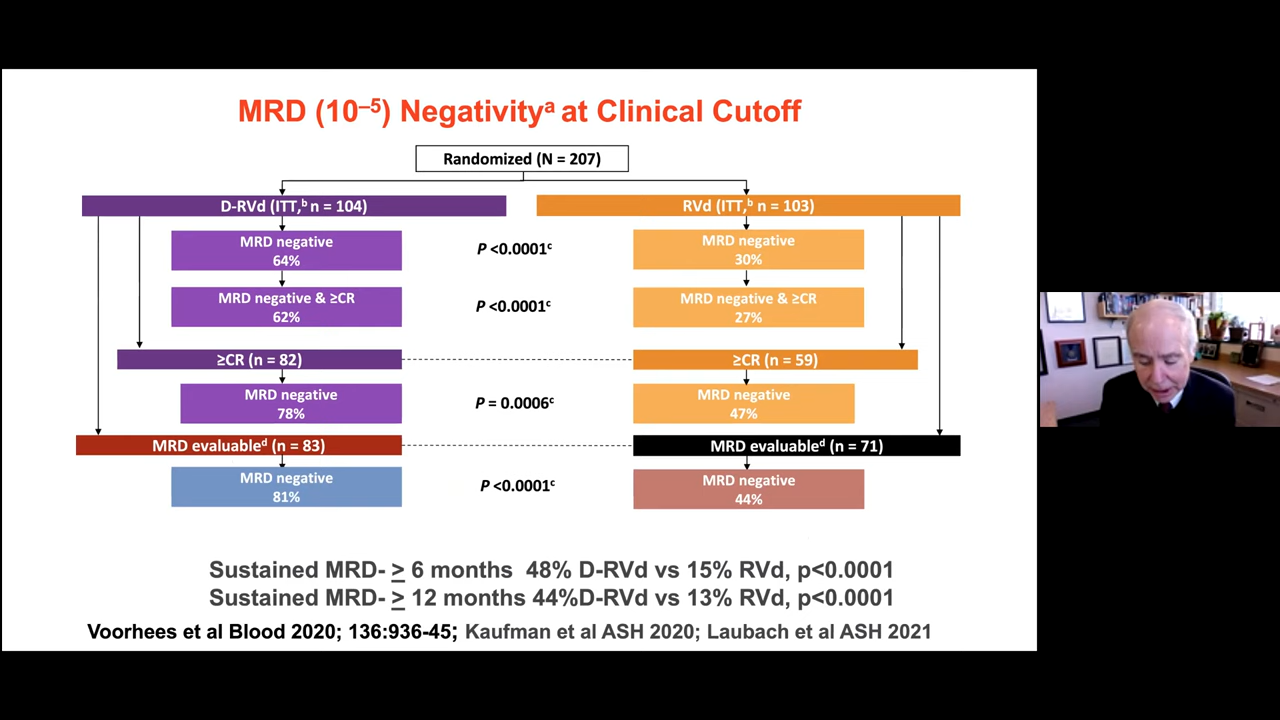 MRD (10–5) Negativityᵃ at Clinical Cutoff
Randomized (N = 207)
D-RVd (ITT,ᵇ n = 104)
RVd (ITT,ᵇ n = 103)
MRD negative
64%
P <0.0001ᶜ
MRD negative
30%
MRD negative & ≥CR
62%
P <0.0001ᶜ
MRD negative & ≥CR
27%
≥CR (n = 82)
≥CR (n = 59)
MRD negative
78%
P = 0.0006ᶜ
MRD negative
47%
MRD evaluableᵈ (n = 83)
MRD evaluableᵈ (n = 71)
MRD negative
81%
P <0.0001ᶜ
MRD negative
44%
Sustained MRD- ≥ 6 months 48% D-RVd vs 15% RVd, p<0.0001
Sustained MRD- ≥ 12 months 44%D-RVd vs 13% RVd, p<0.0001
Voorhees et al Blood 2020; 136:936-45; Kaufman et al ASH 2020; Laubach et al ASH 2021